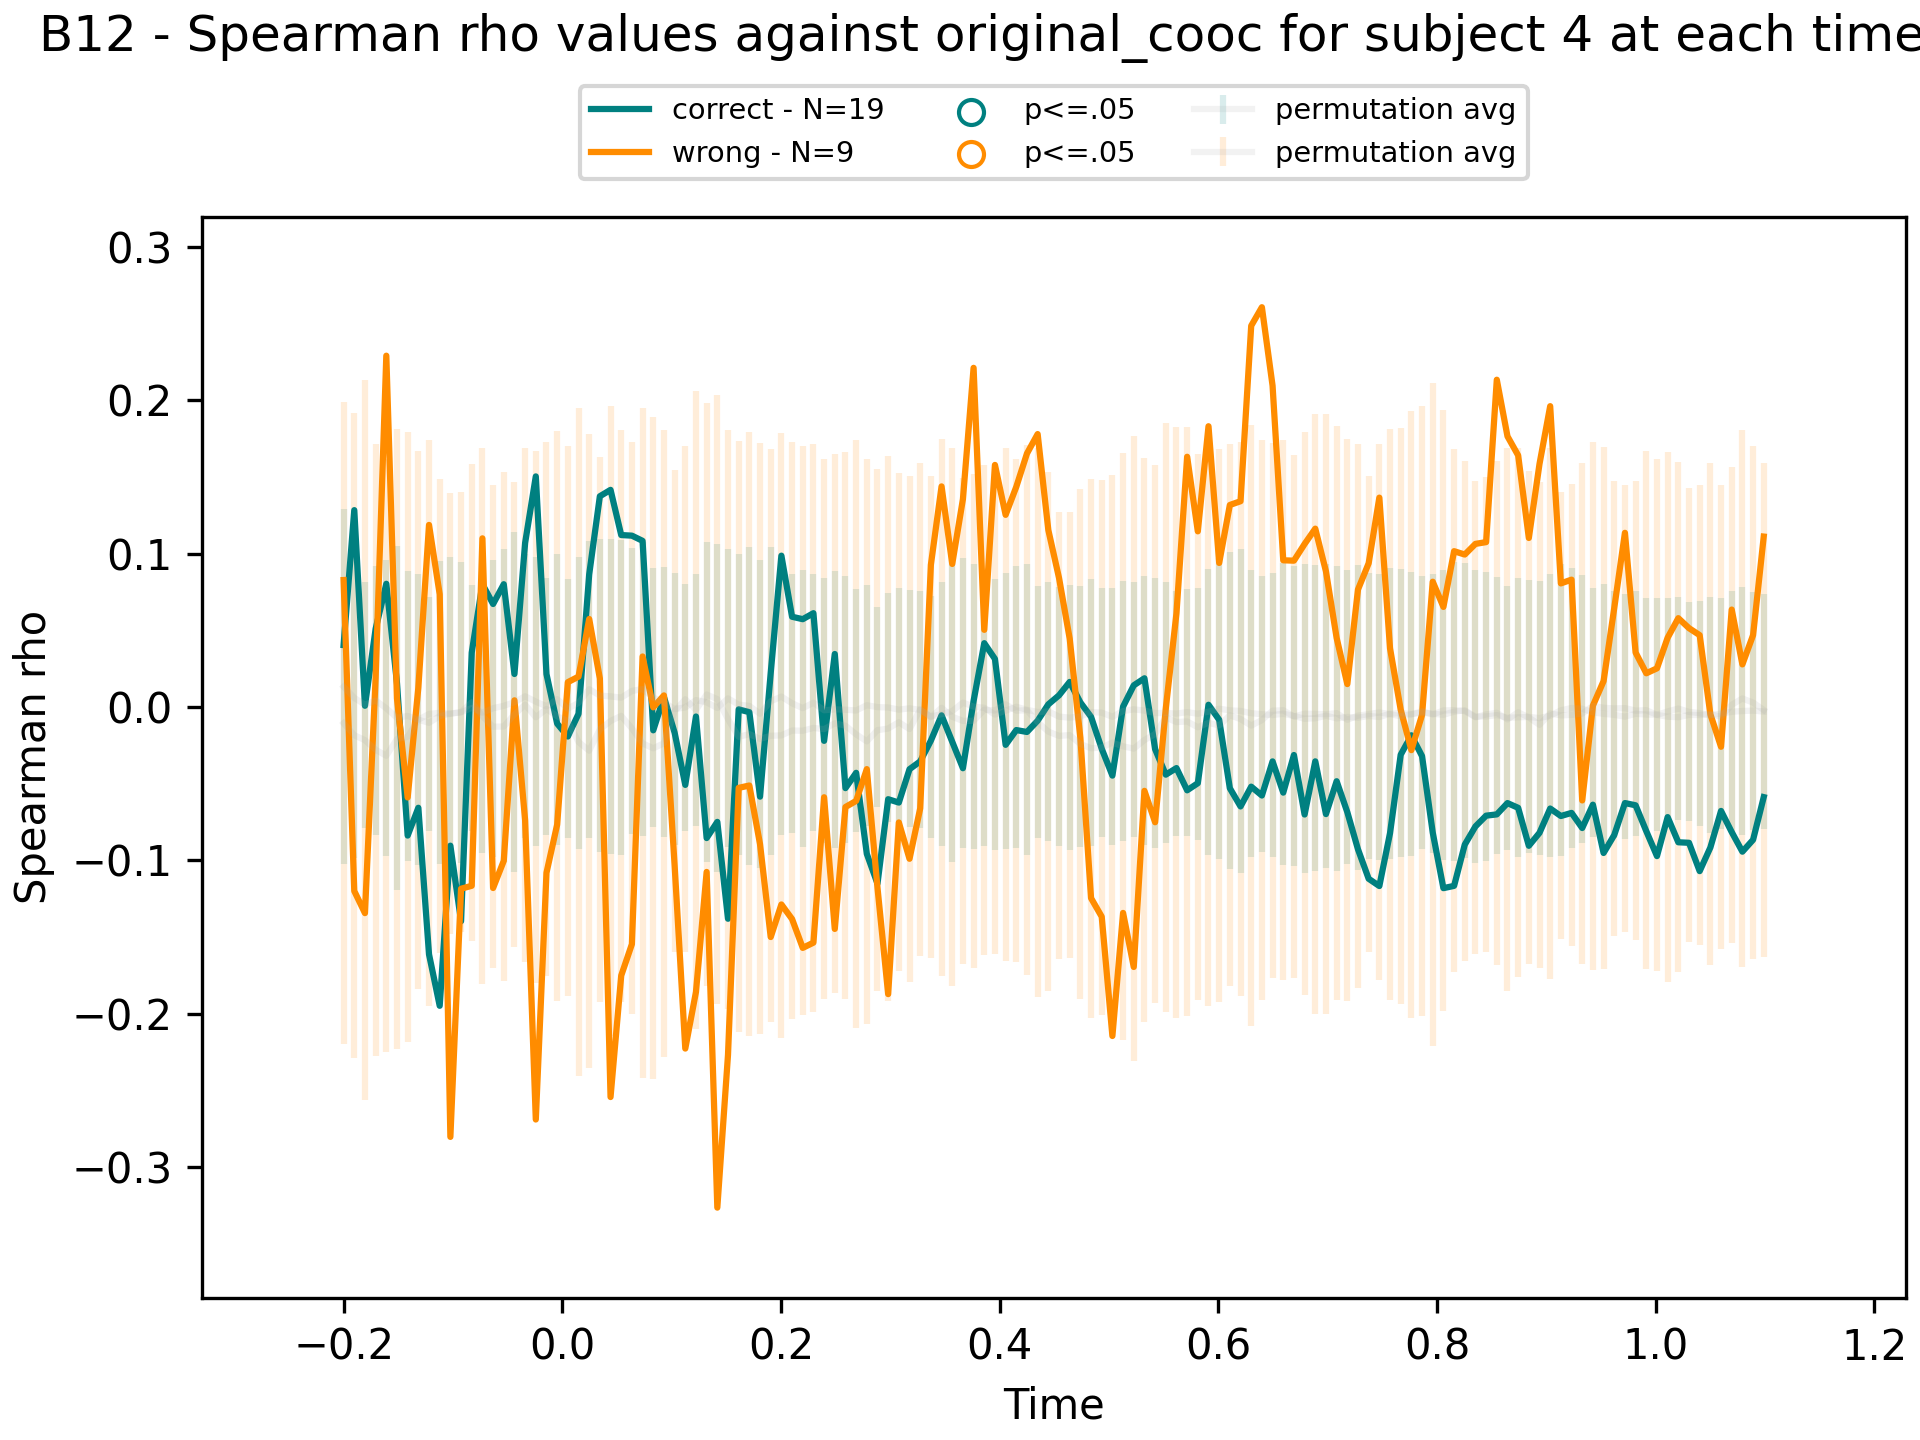 B12 - Spearman rho values against original_cooc for subject 4 at each time
correct - N=19
wrong - N=9
p<=.05
p<=.05
permutation avg
permutation avg
0.3
0.2
0.1
0.0
−0.1
−0.2
−0.3
Spearman rho
−0.2
0.0
0.2
0.4
0.6
0.8
1.0
1.2
Time